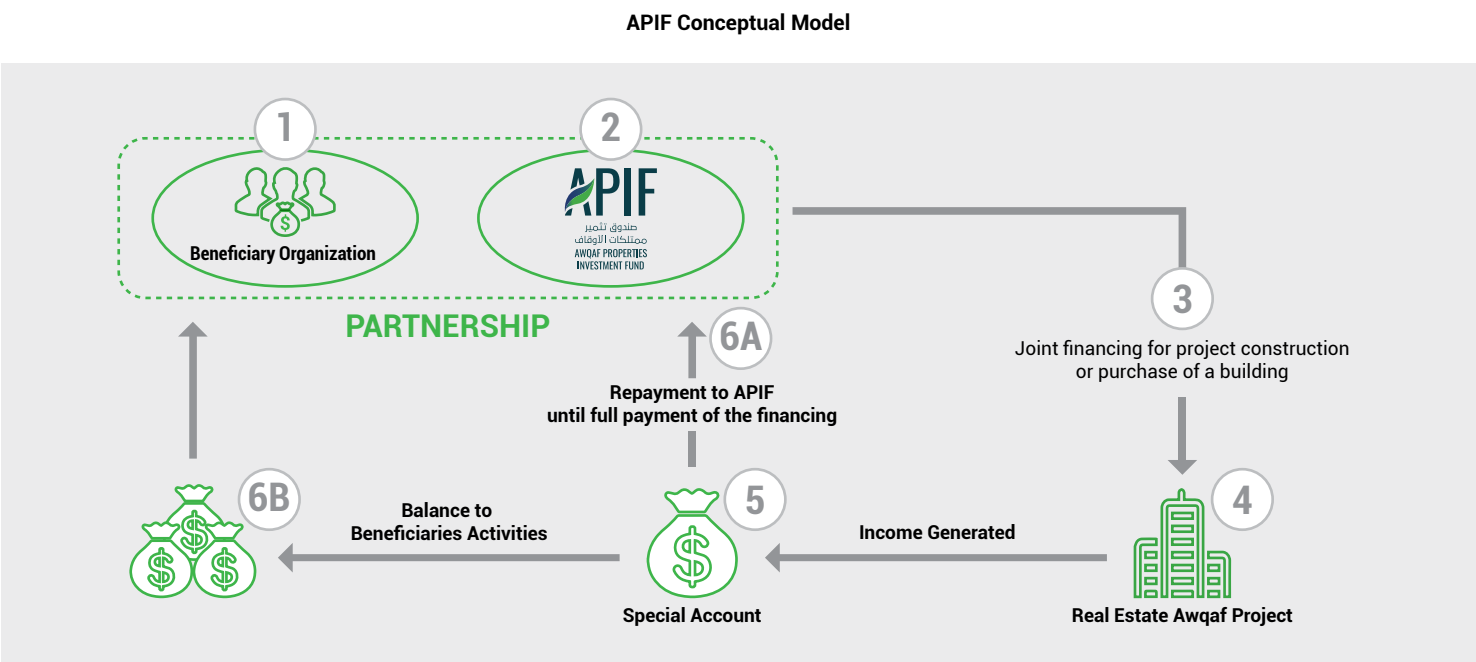 APIF Conceptual Model
1
2
$
Beneficiary Organization
APIF
صندوق تثمير
ممتلكات الأوقاف
AWQAF PROPERTIES
INVESTMENT FUND
PARTNERSHIP
3
Joint financing for project construction
or purchase of a building
6A
Repayment to APIF
until full payment of the financing
6B
$
$
$
Balance to
Beneficiaries Activities
5
$
Special Account
Income Generated
4
Real Estate Awqaf Project